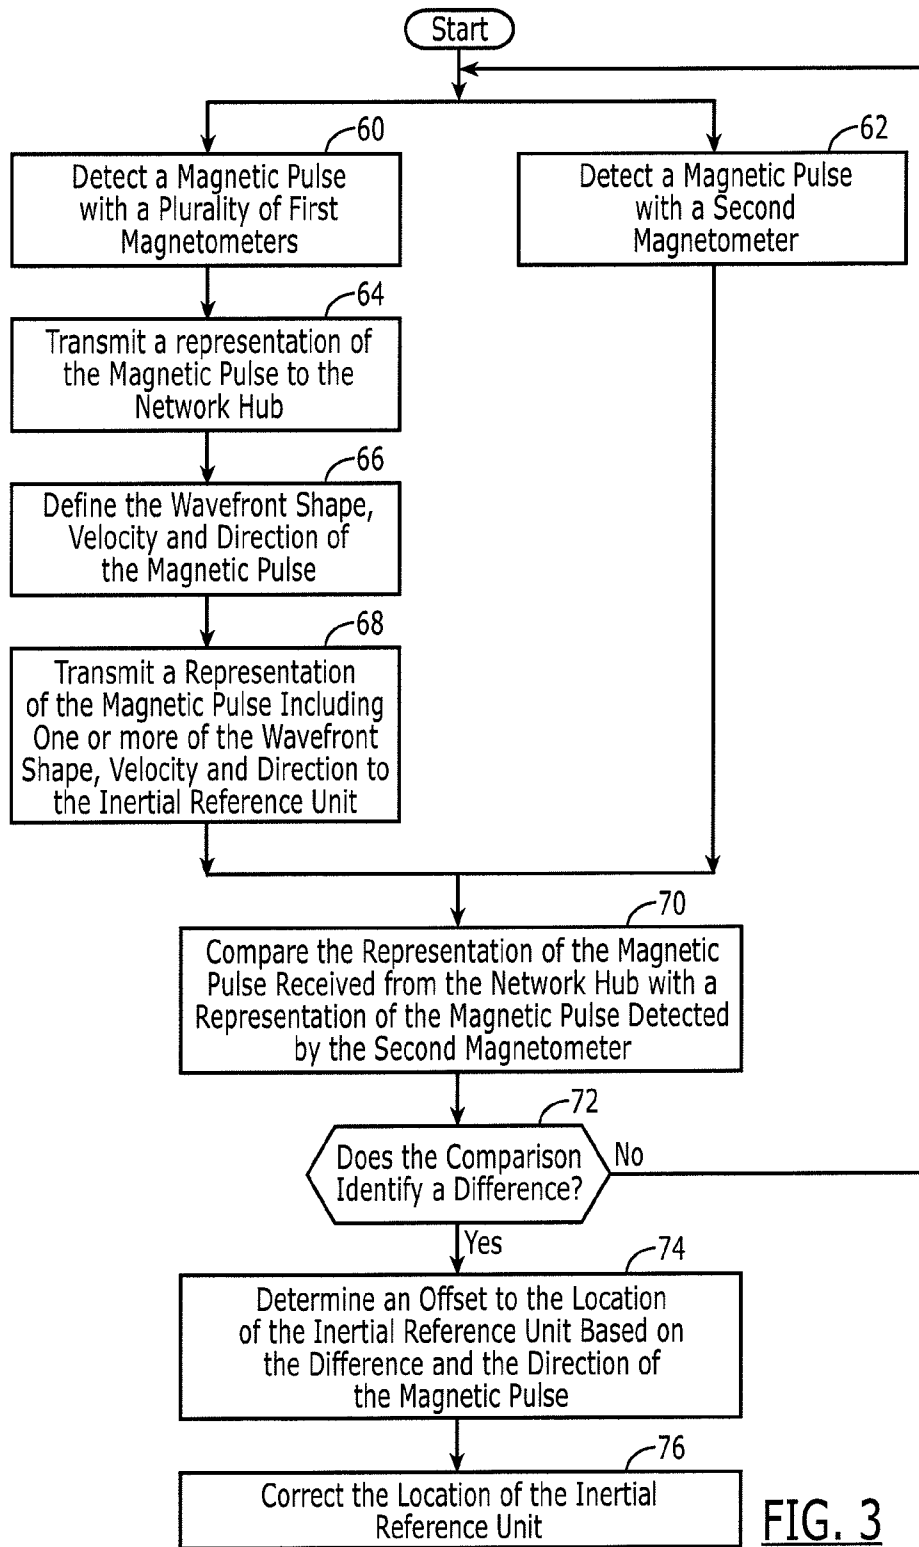 Start
60
Detect a Magnetic Pulse
with a Plurality of First
Magnetometers
62
Detect a Magnetic Pulse
with a Second
Magnetometer
64
Transmit a representation of
the Magnetic Pulse to the
Network Hub
66
Define the Wavefront Shape,
Velocity and Direction of
the Magnetic Pulse
68
Transmit a Representation
of the Magnetic Pulse Including
One or more of the Wavefront
Shape, Velocity and Direction to
the Inertial Reference Unit
70
Compare the Representation of the Magnetic
Pulse Received from the Network Hub with a
Representation of the Magnetic Pulse Detected
by the Second Magnetometer
72
Does the Comparison
Identify a Difference?
No
Yes
74
Determine an Offset to the Location
of the Inertial Reference Unit Based on
the Difference and the Direction of
the Magnetic Pulse
76
Correct the Location of the Inertial
Reference Unit
FIG. 3